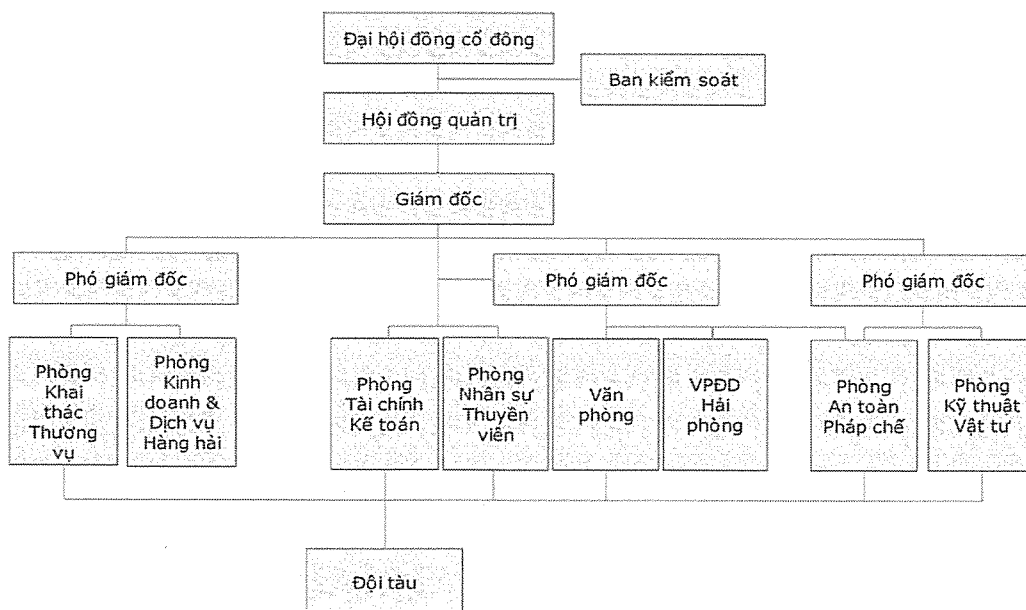 Đại hội đồng cổ đông
Ban kiểm soát
Hội đồng quản trị
Giám đốc
Phó giám đốc
Phó giám đốc
Phó giám đốc
Phòng
Khai
thác
Thương
vụ
Phòng
Kinh
doanh &
Dịch vụ
Hàng hải
Phòng
Tài chính
Kế toán
Phòng
Nhân sự
Thuyền
viên
Văn
phòng
VPĐD
Hải
phòng
Phòng
An toàn
Pháp chế
Phòng
Kỹ thuật
Vật tư
Đội tàu